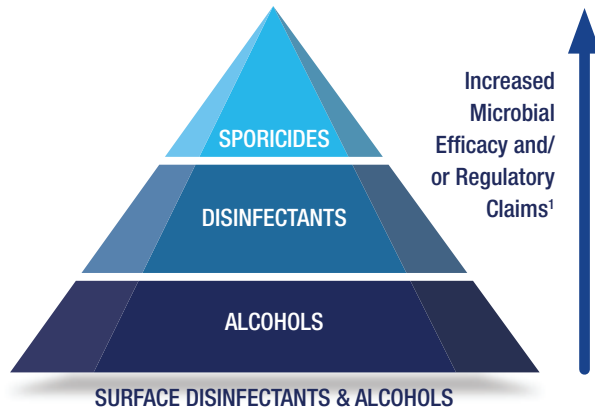 SPORICIDES
DISINFECTANTS
ALCOHOLS
SURFACE DISINFECTANTS & ALCOHOLS
Increased
Microbial
Efficacy and/
or Regulatory
Claims¹